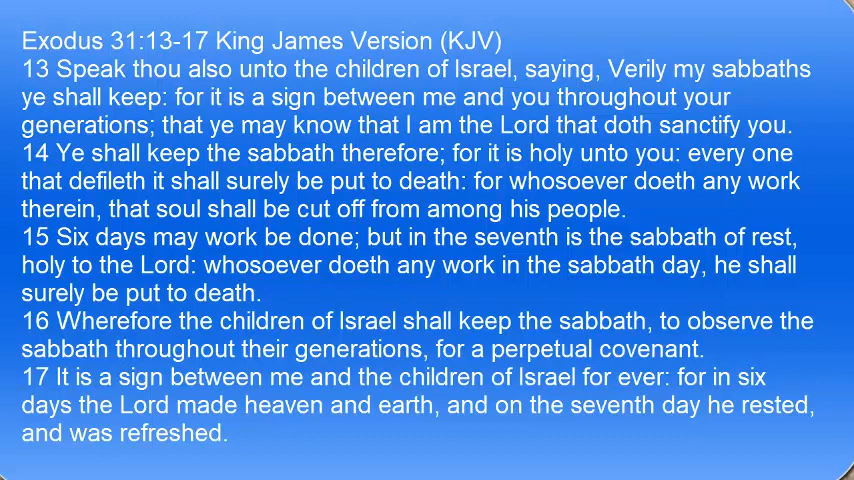 Exodus 31:13-17 King James Version (KJV)
13 Speak thou also unto the children of Israel, saying, Verily my sabbaths
ye shall keep: for it is a sign between me and you throughout your
generations; that ye may know that I am the Lord that doth sanctify you.
14 Ye shall keep the sabbath therefore; for it is holy unto you: every one
that defileth it shall surely be put to death: for whosoever doeth any work
therein, that soul shall be cut off from among his people.
15 Six days may work be done; but in the seventh is the sabbath of rest,
holy to the Lord: whosoever doeth any work in the sabbath day, he shall
surely be put to death.
16 Wherefore the children of Israel shall keep the sabbath, to observe the
sabbath throughout their generations, for a perpetual covenant.
17 It is a sign between me and the children of Israel for ever: for in six
days the Lord made heaven and earth, and on the seventh day he rested,
and was refreshed.